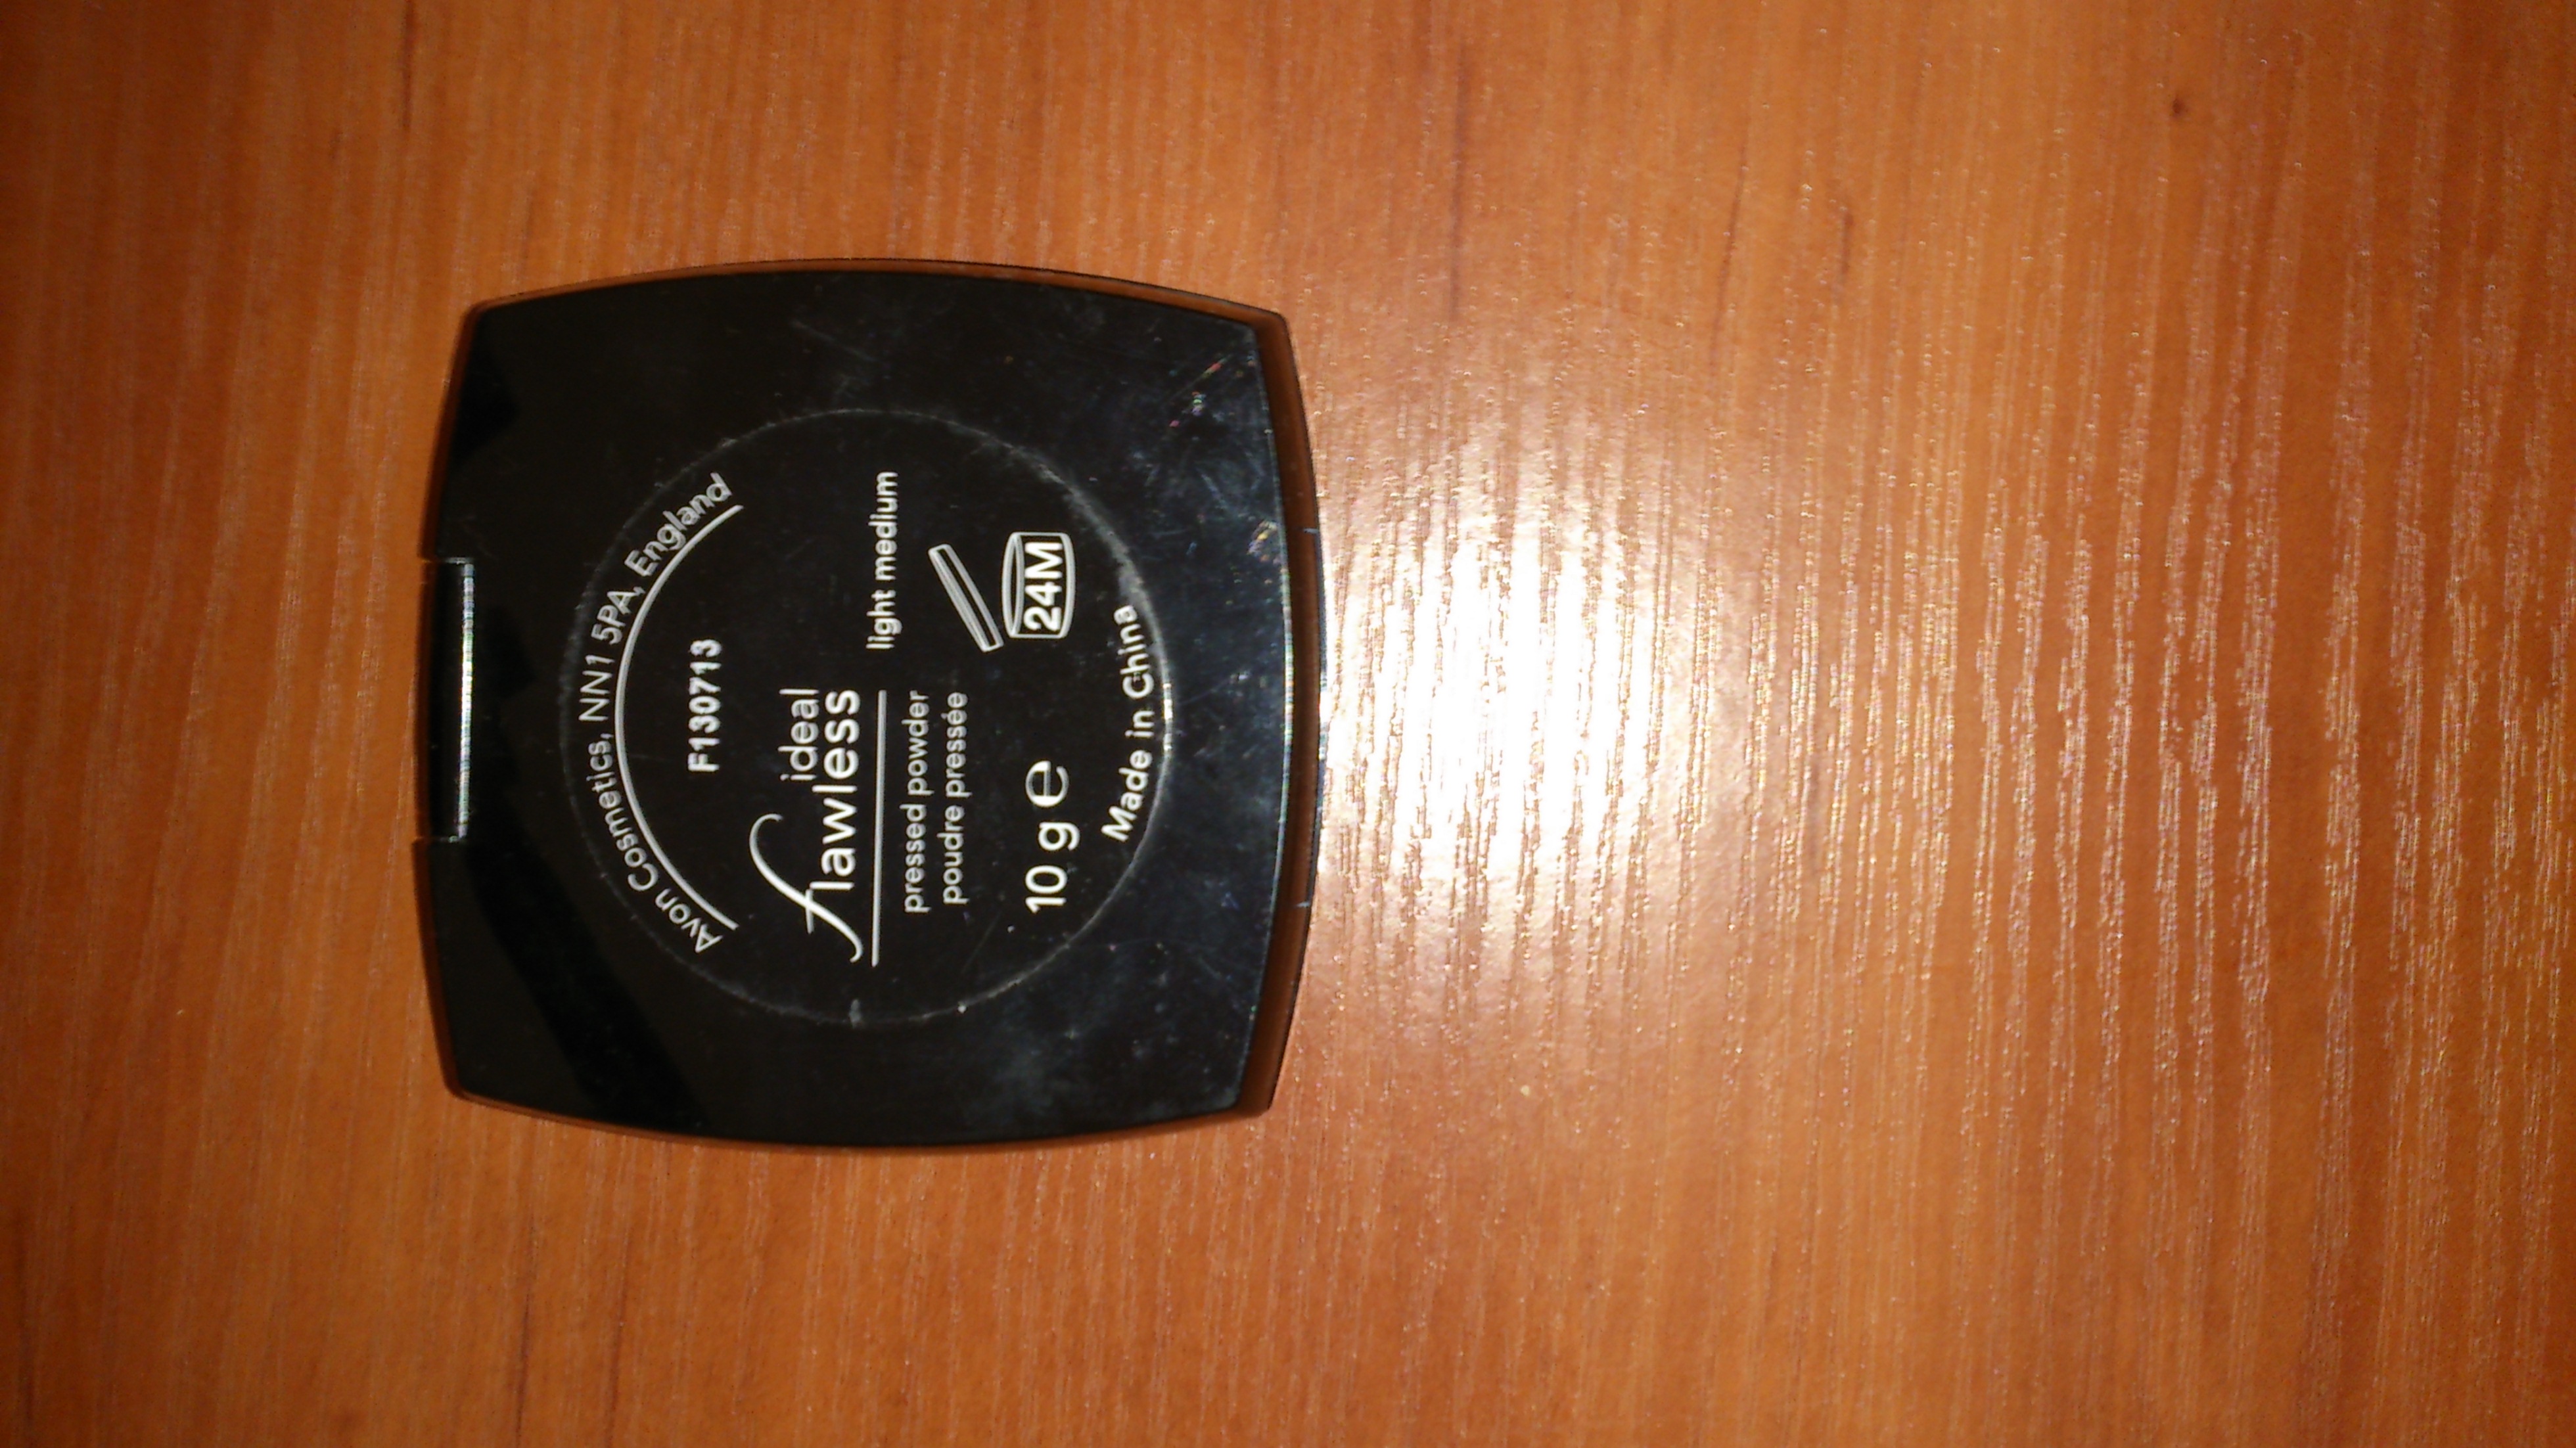 Avon Cosmetics, NN1 5PA, England
F130713
ideal
flawless
light medium
pressed powder
poudre pressée
24M
10 g e
Made in China